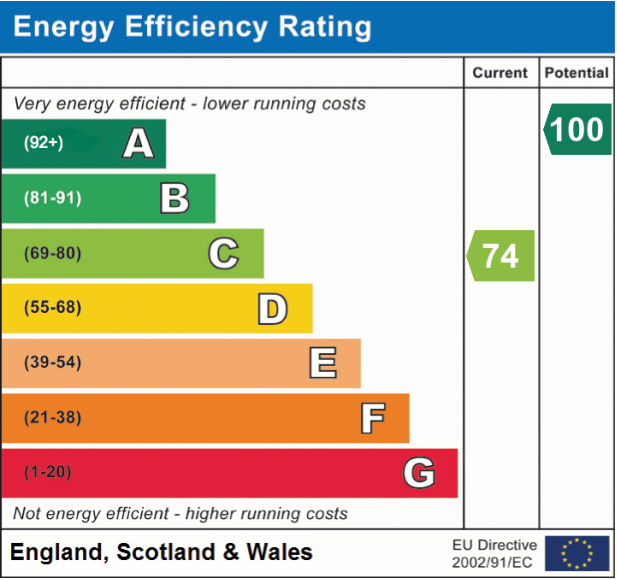 Energy Efficiency Rating
Current Potential
Very energy efficient - lower running costs
(92+) A 100
(81-91) B
(69-80) C 74
(55-68) D
(39-54) E
(21-38) F
(1-20) G
Not energy efficient - higher running costs
England, Scotland & Wales
EU Directive
2002/91/EC